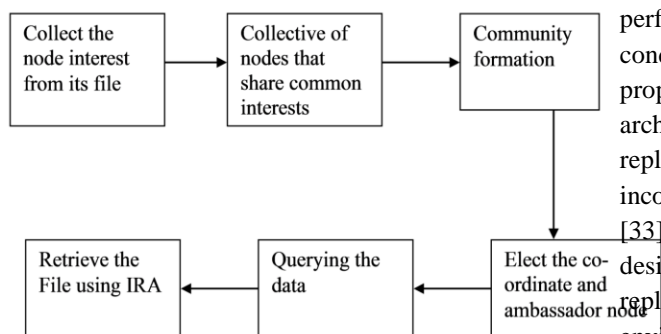 Collect the
node interest
from its file
Collective of
nodes that
share common
interests
Community
formation
Elect the co-
ordinate and
ambassador node
Querying the
data
Retrieve the
File using IRA
perf
cond
prop
arch
repl
inco
[33]
desi
repl